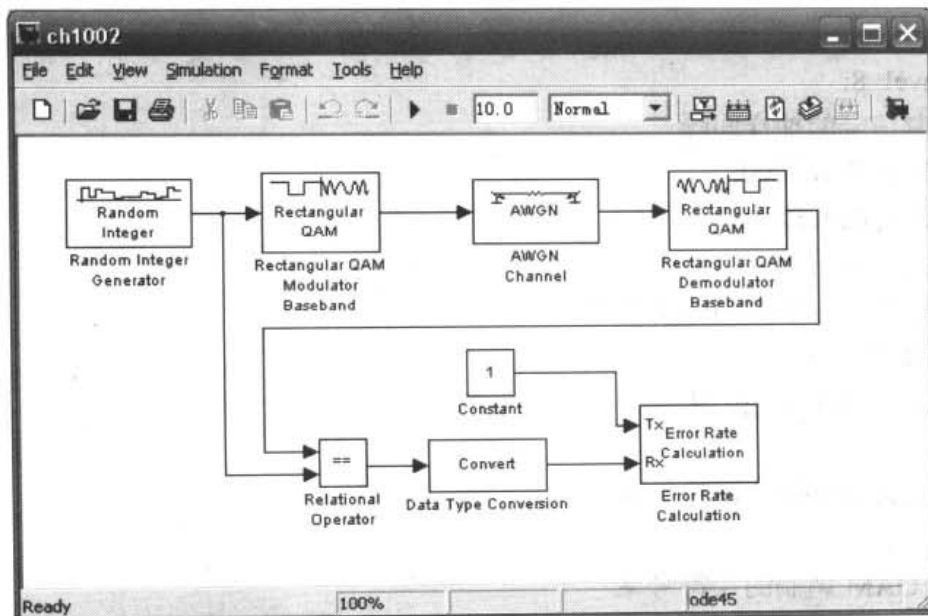 ch1002
File Edit View Simulation Format Tools Help
10.0 Normal
Random
Integer
Random Integer
Generator
Rectangular
QAM
Rectangular QAM
Modulator
Baseband
AWGN
AWGN
Channel
Rectangular
QAM
Rectangular QAM
Demodulator
Baseband
1
Constant
==
Relational
Operator
Convert
Data Type Conversion
Tx
Rx
Error Rate
Calculation
Error Rate
Calculation
Ready 100% ode45